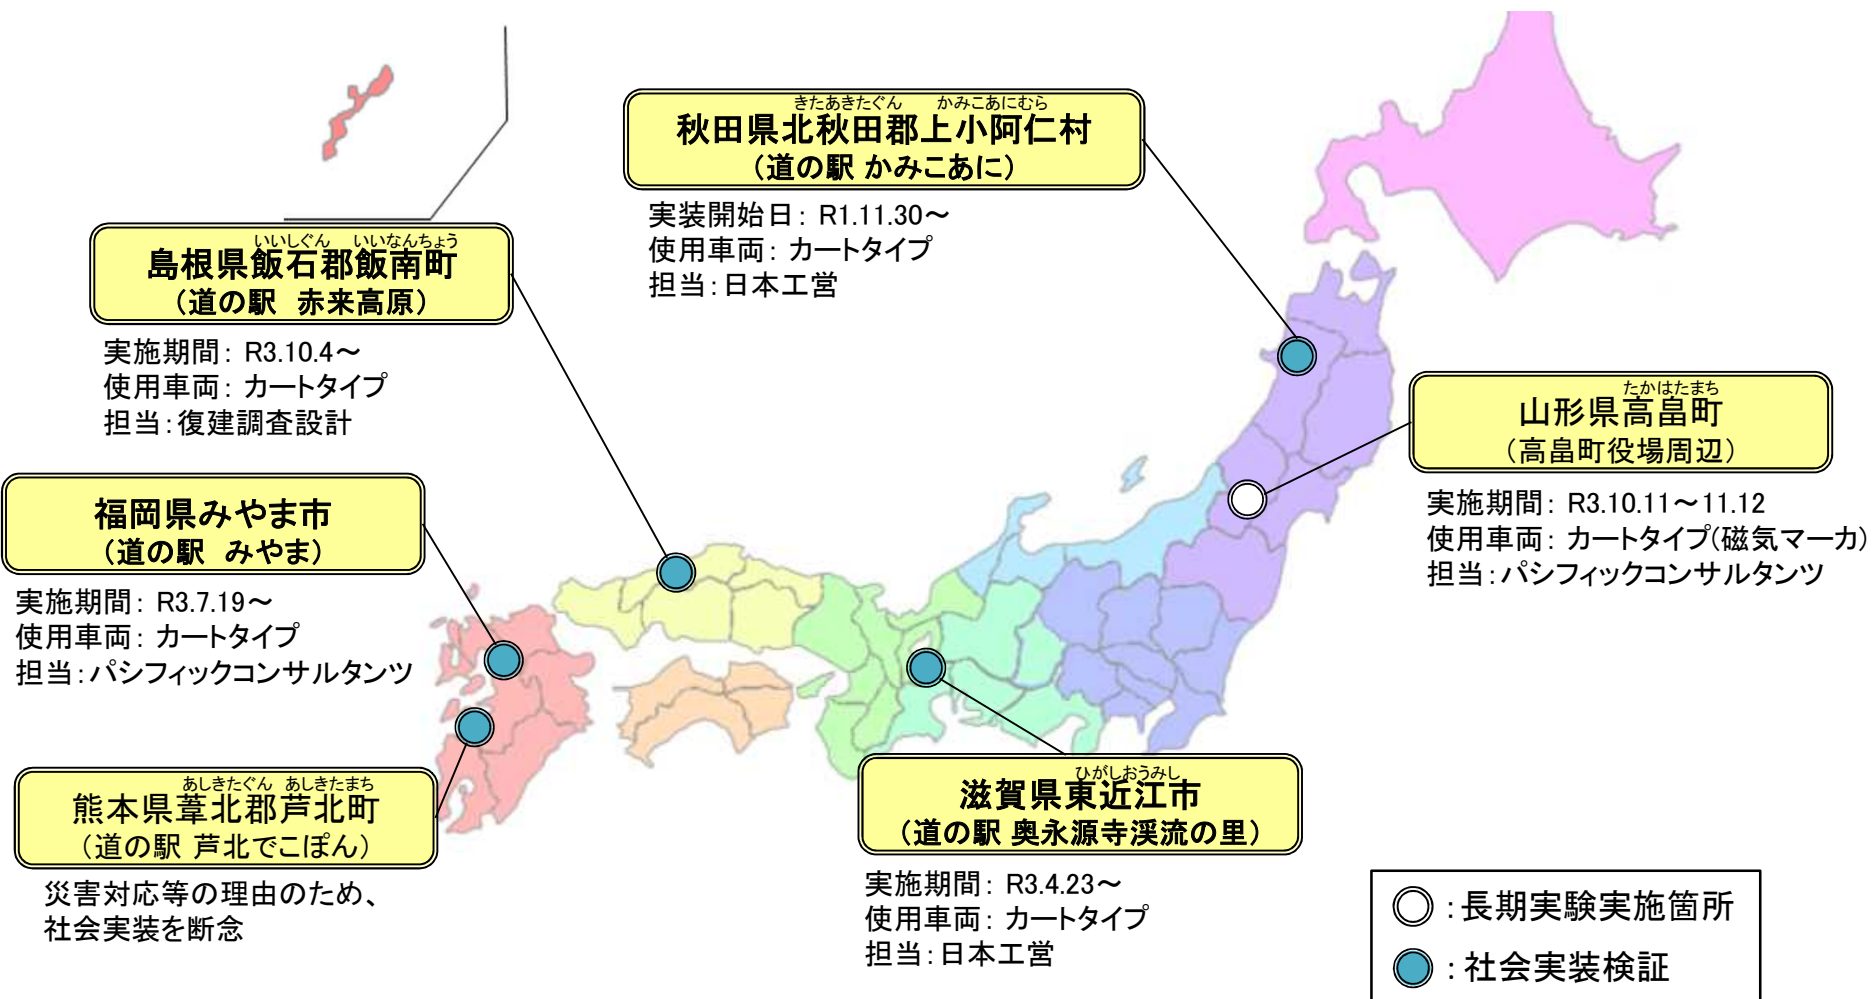 きたあきたぐん かみこあにむら
秋田県北秋田郡上小阿仁村
(道の駅 かみこあに)
実装開始日: R1.11.30～
使用車両: カートタイプ
担当:日本工営
いいしぐん いいなんちょう
島根県飯石郡飯南町
(道の駅 赤来高原)
実施期間: R3.10.4～
使用車両: カートタイプ
担当:復建調査設計
たかはたまち
山形県高畠町
(高畠町役場周辺)
実施期間: R3.10.11～11.12
使用車両: カートタイプ(磁気マーカ)
担当:パシフィックコンサルタンツ
福岡県みやま市
(道の駅 みやま)
実施期間: R3.7.19～
使用車両: カートタイプ
担当:パシフィックコンサルタンツ
あしきたぐん あしきたまち
熊本県葦北郡芦北町
(道の駅 芦北でこぽん)
災害対応等の理由のため、
社会実装を断念
ひがしおうみし
滋賀県東近江市
(道の駅 奥永源寺渓流の里)
実施期間: R3.4.23～
使用車両: カートタイプ
担当:日本工営
:長期実験実施箇所
:社会実装検証